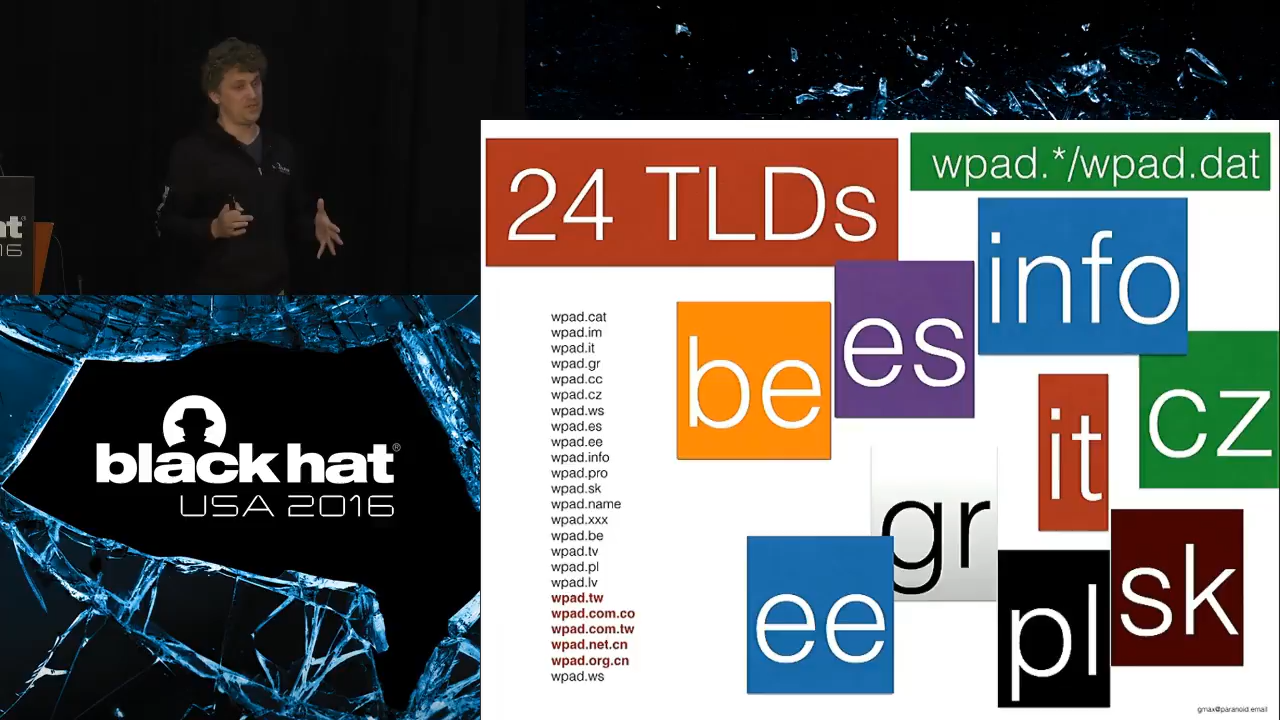 24 TLDs
wpad.*/wpad.dat
info
es
be
cz
it
gr
sk
ee
pl
wpad.cat
wpad.im
wpad.it
wpad.gr
wpad.cc
wpad.cz
wpad.ws
wpad.es
wpad.ee
wpad.info
wpad.pro
wpad.sk
wpad.name
wpad.xxx
wpad.be
wpad.tv
wpad.pl
wpad.lv
wpad.tw
wpad.com.co
wpad.com.tw
wpad.net.cn
wpad.org.cn
wpad.ws
gmax@paranoid.email
black hat®
USA 2016
at
16